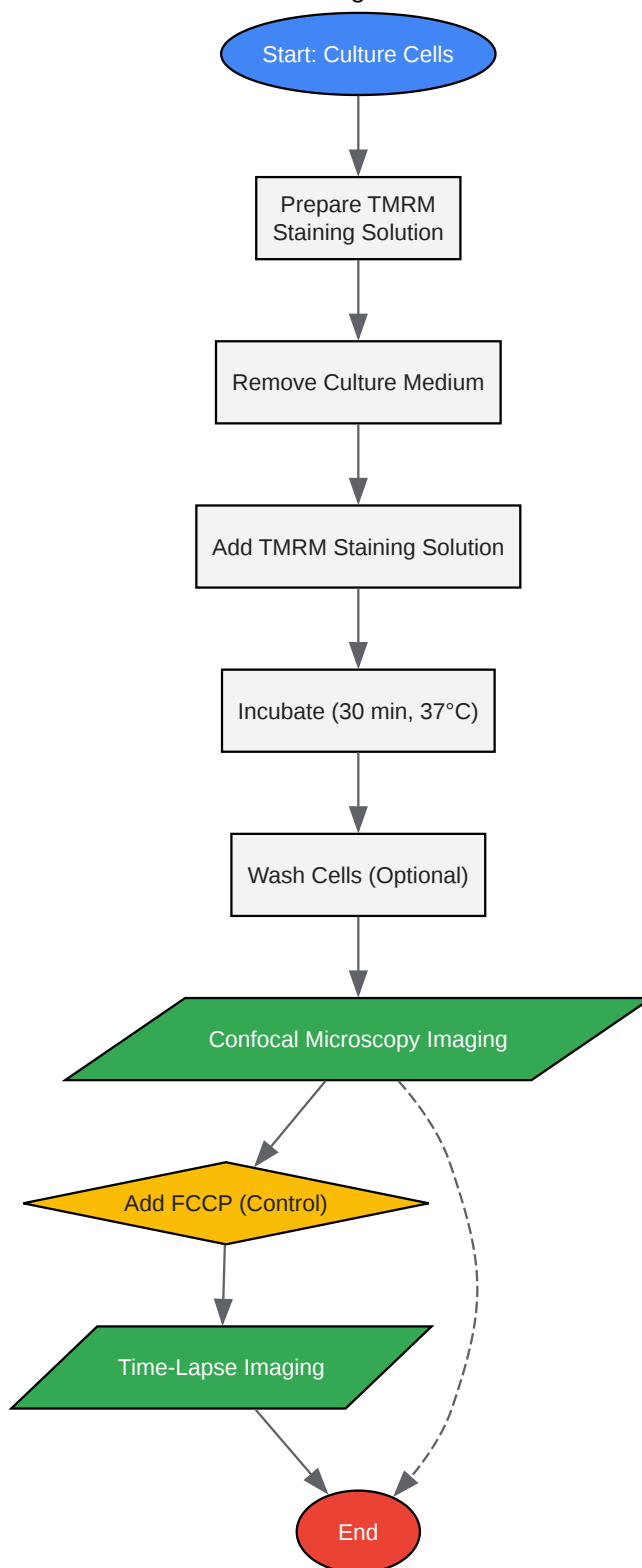 Start: Culture Cells
Prepare TMRM
Staining Solution
Remove Culture Medium
Add TMRM Staining Solution
Incubate (30 min, 37°C)
Wash Cells (Optional)
Confocal Microscopy Imaging
Add FCCP (Control)
Time-Lapse Imaging
End